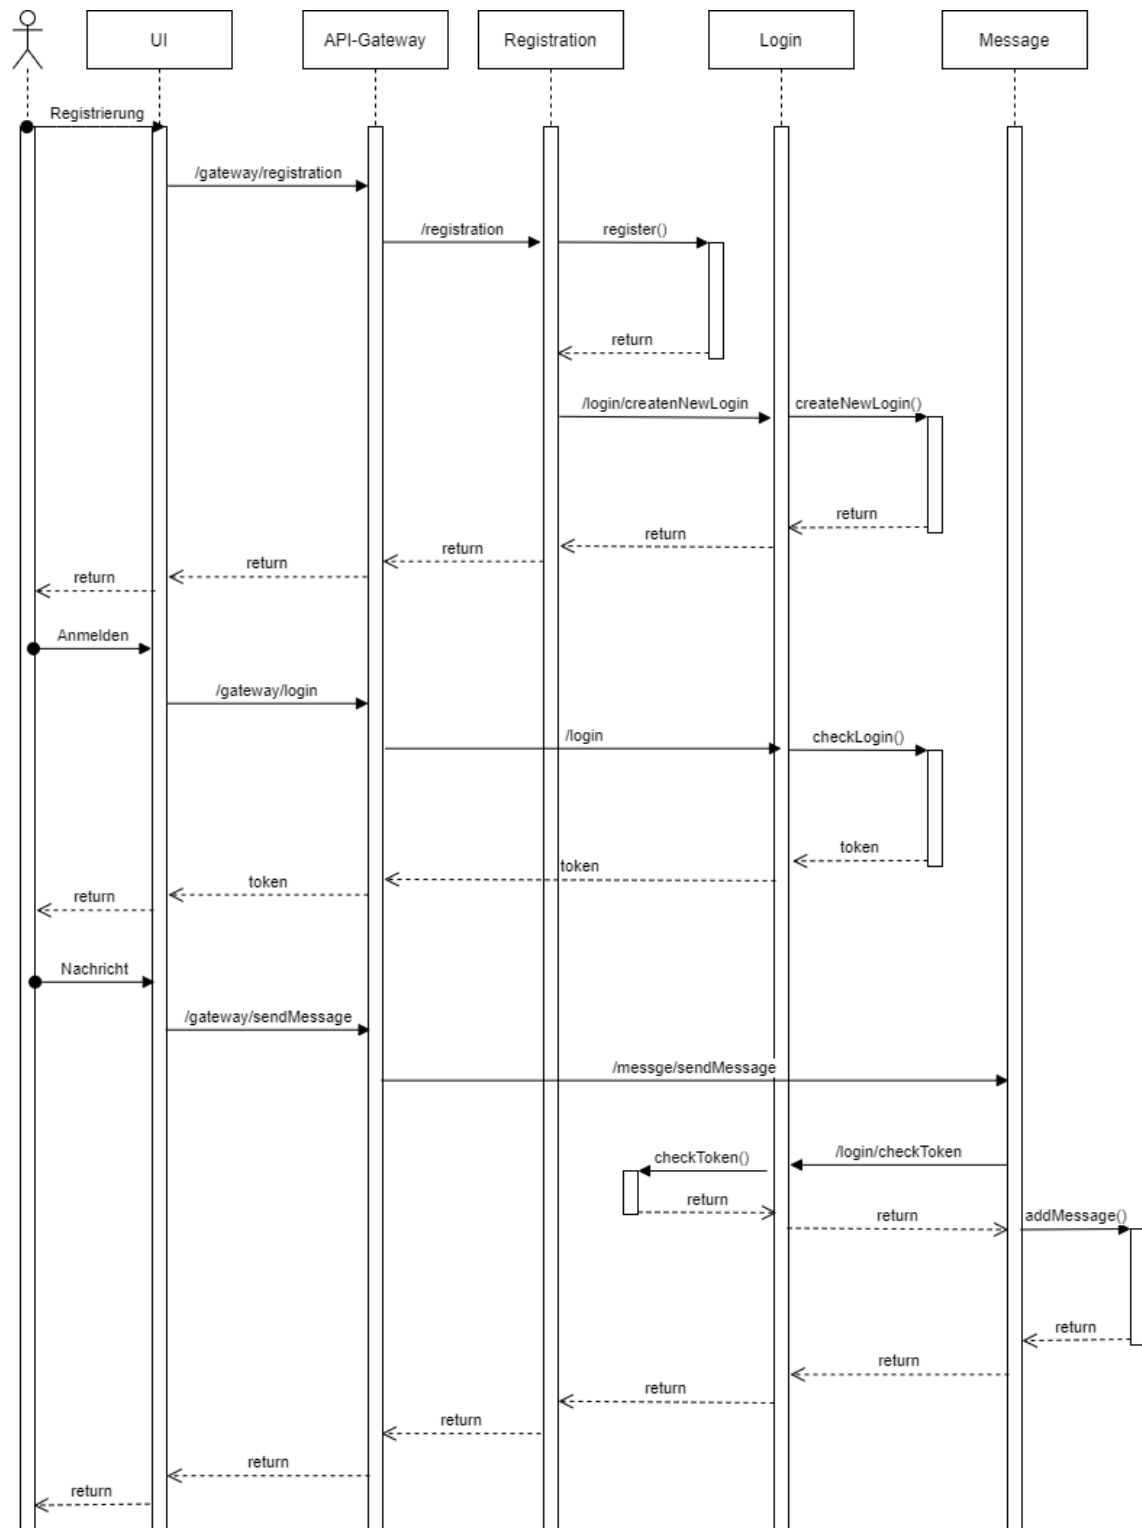 UI
API-Gateway
Registration
Login
Message
Registrierung
/gateway/registration
/registration
register()
return
/login/createnNewLogin
createNewLogin()
return
return
return
return
return
Anmelden
/gateway/login
/login
checkLogin()
token
token
token
return
Nachricht
/gateway/sendMessage
/messge/sendMessage
/login/checkToken
checkToken()
return
return
addMessage()
return
return
return
return
return
return